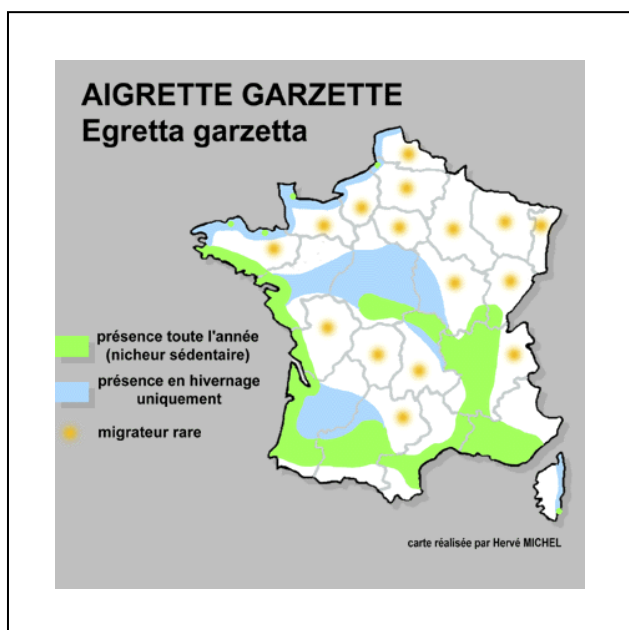 AIGRETTE GARZETTE
Egretta garzetta
présence toute l'année
(nicheur sédentaire)
présence en hivernage
uniquement
migrateur rare
carte réalisée par Hervé MICHEL